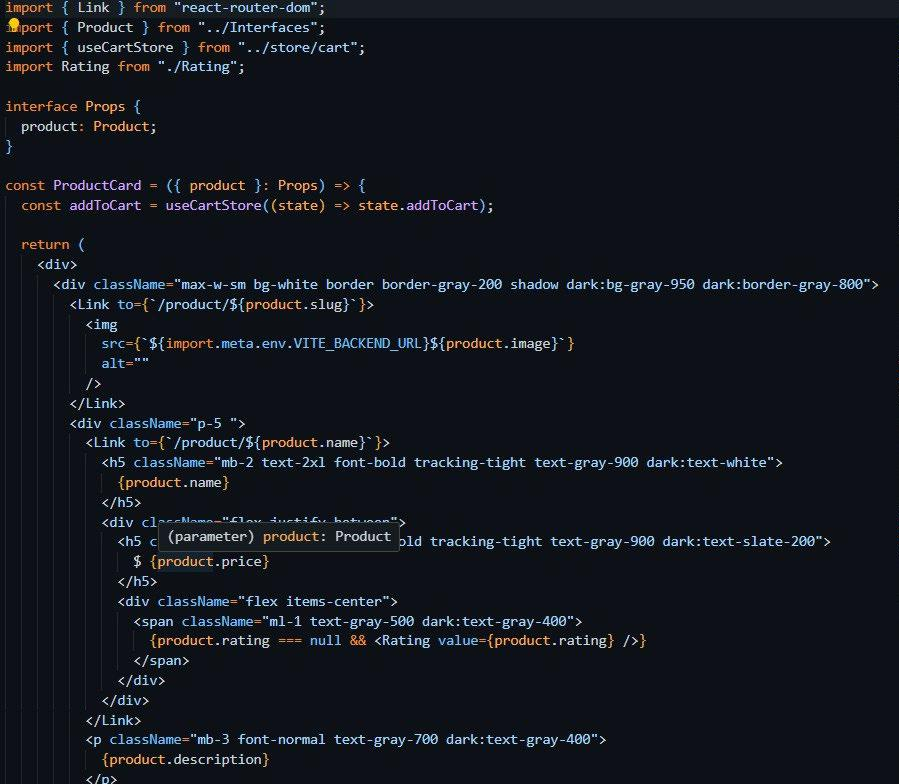 import { Link } from "react-router-dom";
import { Product } from "../Interfaces";
import { useCartStore } from "../store/cart";
import Rating from "./Rating";
interface Props {
product: Product;
}
const ProductCard = ({ product }: Props) => {
const addToCart = useCartStore((state) => state.addToCart);
return (
<div>
<div className="max-w-sm bg-white border border-gray-200 shadow dark:bg-gray-950 dark:border-gray-800">
<Link to={`/product/${product.slug}`}>
<img
src={`${import.meta.env.VITE_BACKEND_URL}${product.image}`}
alt=""
/>
</Link>
<div className="p-5 ">
<Link to={`/product/${product.name}`}>
<h5 className="mb-2 text-2xl font-bold tracking-tight text-gray-900 dark:text-white">
{product.name}
</h5>
<div className="flex justify-between">
(parameter) product: Product
<h5 c old tracking-tight text-gray-900 dark:text-slate-200">
$ {product.price}
</h5>
<div className="flex items-center">
<span className="ml-1 text-gray-500 dark:text-gray-400">
{product.rating === null && <Rating value={product.rating} />}
</span>
</div>
</div>
</Link>
<p className="mb-3 font-normal text-gray-700 dark:text-gray-400">
{product.description}
</p>